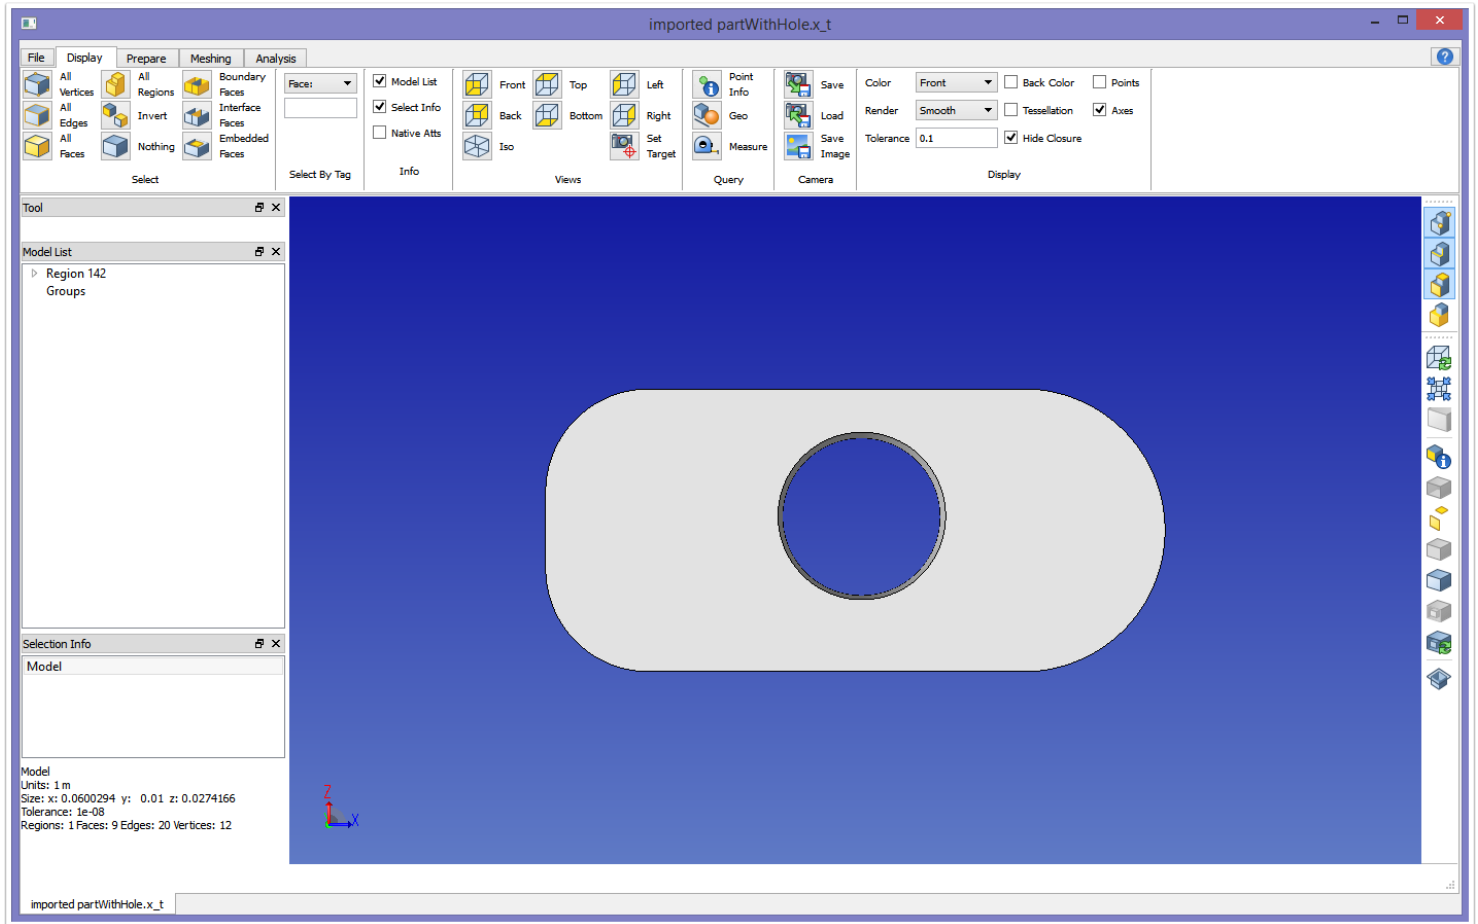 imported partWithHole.x_t
File Display Prepare Meshing Analysis
All Vertices
All Edges
All Faces
All Regions
Invert
Nothing
Boundary Faces
Interface Faces
Embedded Faces
Select
Face:
Select By Tag
Model List
Select Info
Native Atts
Info
Front Top Left
Back Bottom Right
Iso Set Target
Views
Point Info
Geo
Measure
Query
Save
Load
Save Image
Camera
Color Front Back Color Points
Render Smooth Tessellation Axes
Tolerance 0.1 Hide Closure
Display
Tool
Model List
Region 142
Groups
Selection Info
Model
Model
Units: 1 m
Size: x: 0.0600294 y: 0.01 z: 0.0274166
Tolerance: 1e-08
Regions: 1 Faces: 9 Edges: 20 Vertices: 12
Z
X
imported partWithHole.x_t